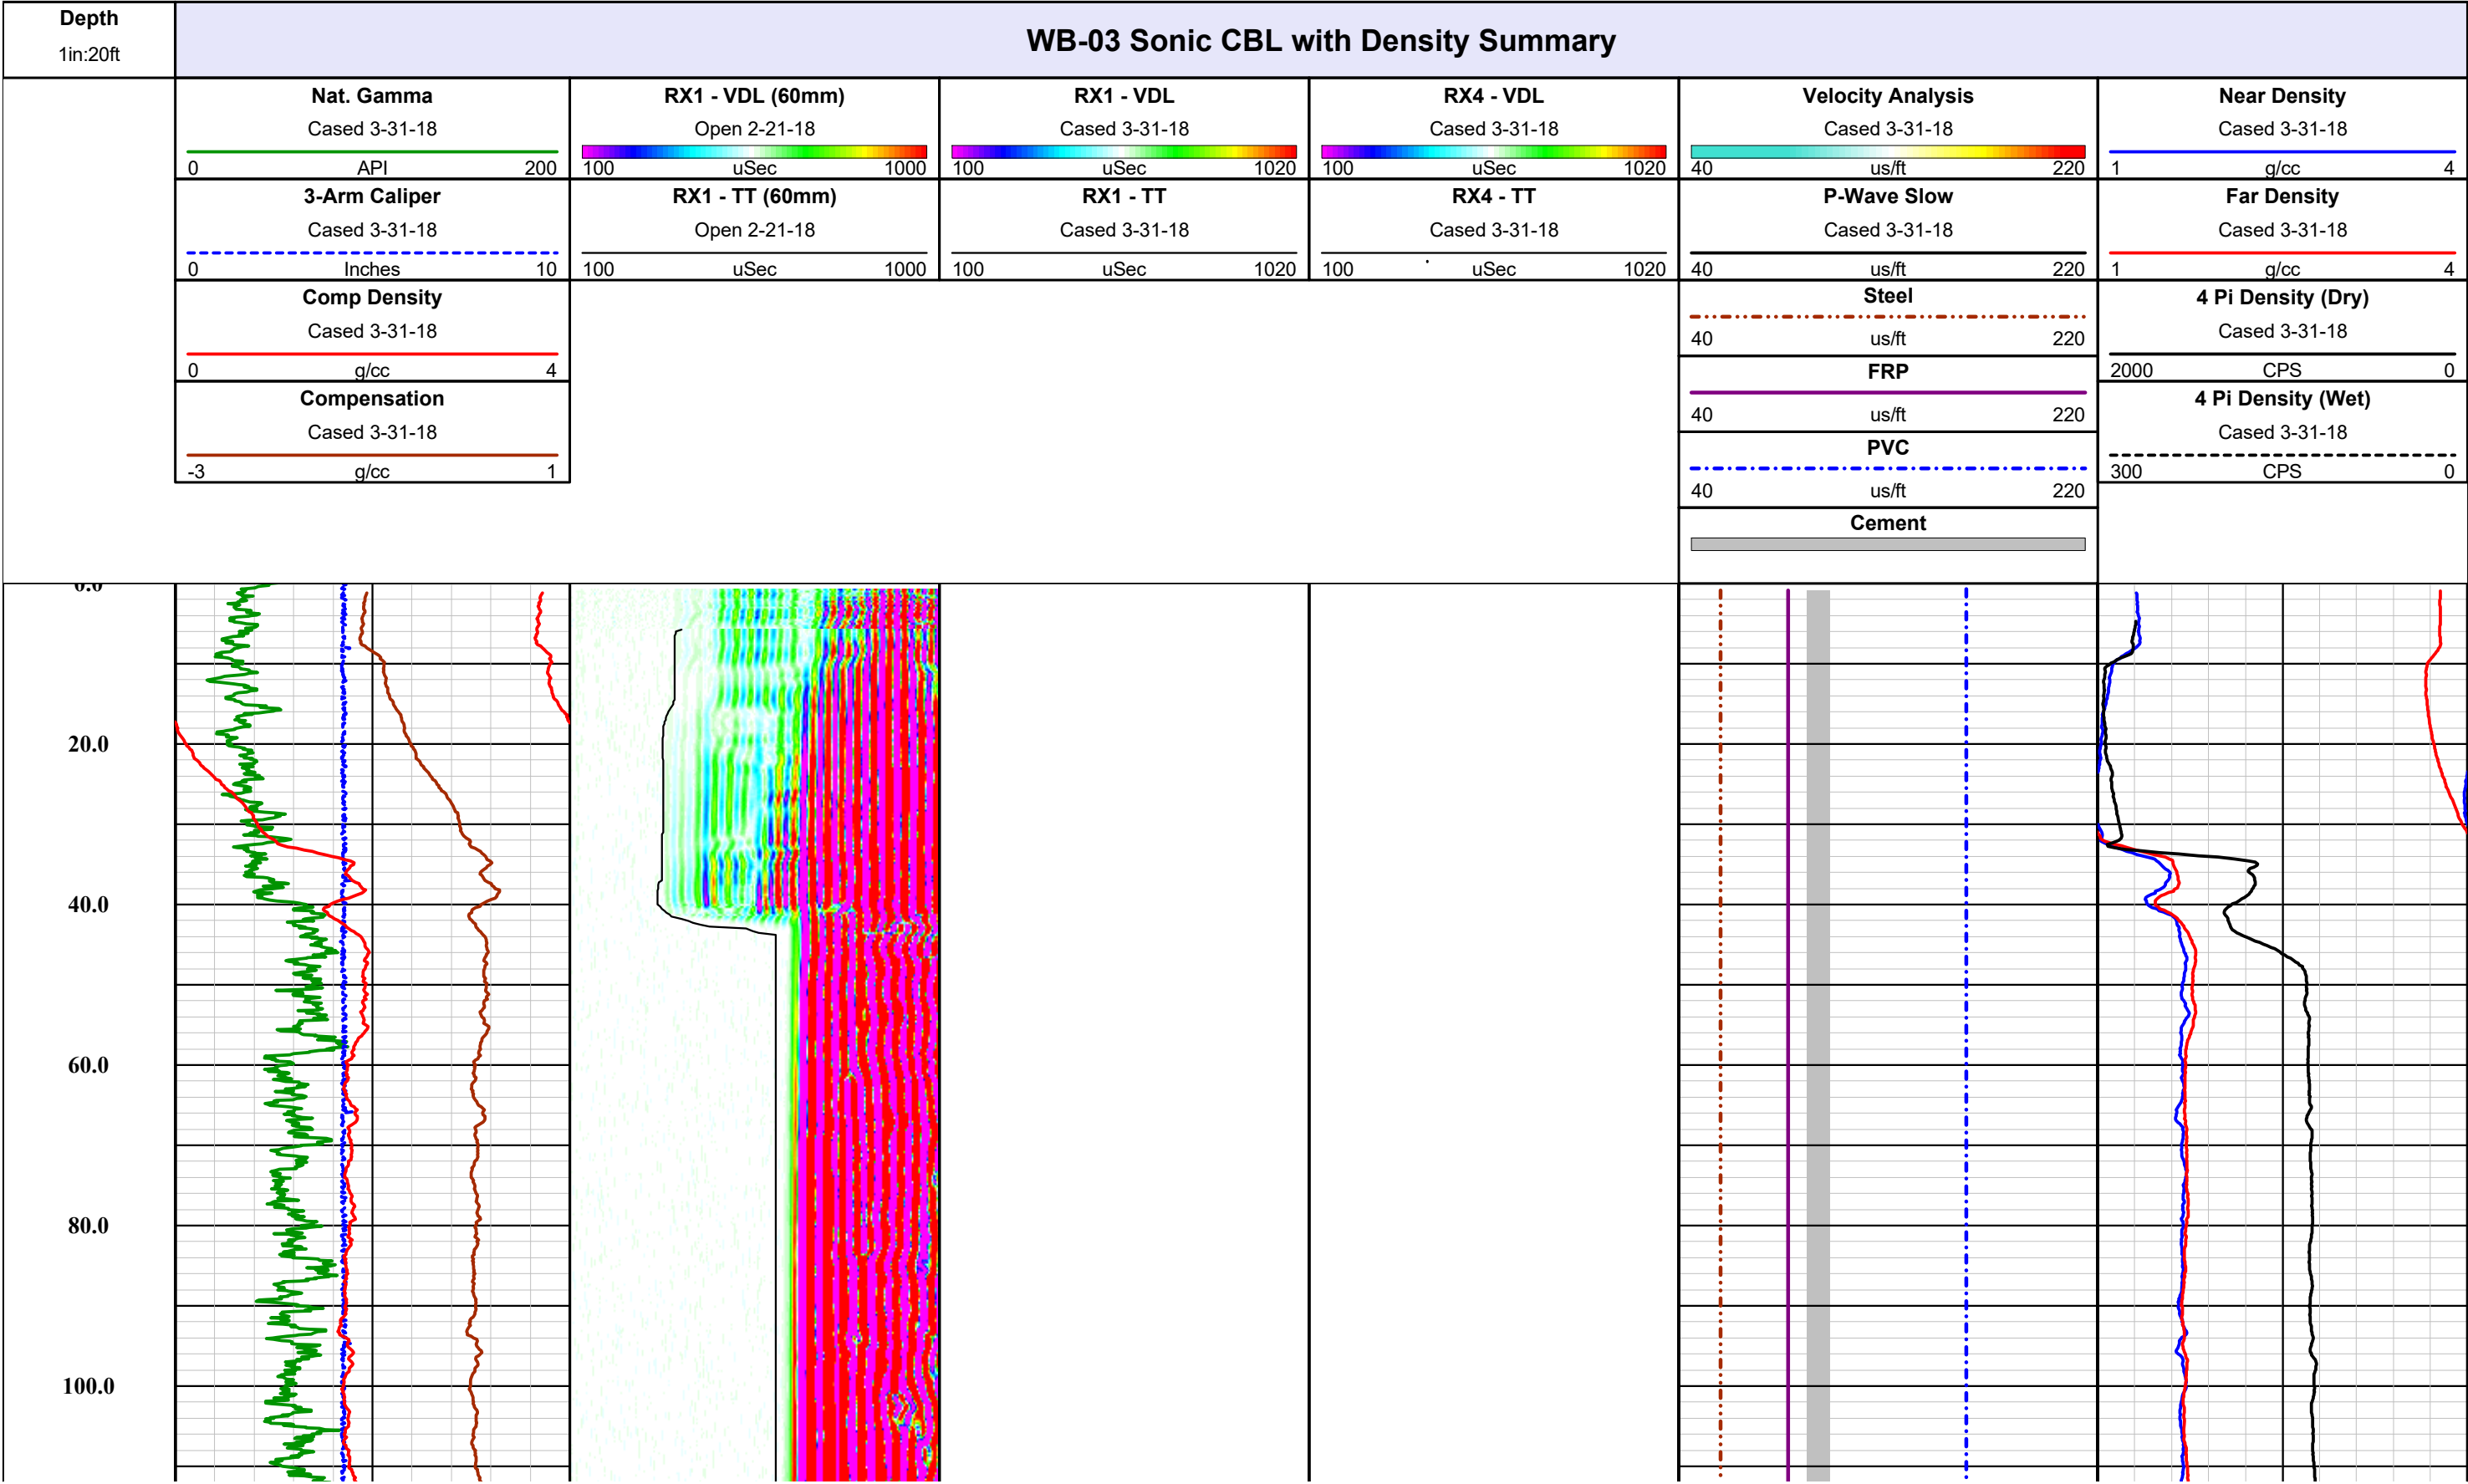 Depth
1in:20ft
WB-03 Sonic CBL with Density Summary
Nat. Gamma
Cased 3-31-18
0 API 200
3-Arm Caliper
Cased 3-31-18
0 Inches 10
Comp Density
Cased 3-31-18
0 g/cc 4
Compensation
Cased 3-31-18
-3 g/cc 1
RX1 - VDL (60mm)
Open 2-21-18
100 uSec 1000
RX1 - TT (60mm)
Open 2-21-18
100 uSec 1000
RX1 - VDL
Cased 3-31-18
100 uSec 1020
RX1 - TT
Cased 3-31-18
100 uSec 1020
RX4 - VDL
Cased 3-31-18
100 uSec 1020
RX4 - TT
Cased 3-31-18
100 uSec 1020
Velocity Analysis
Cased 3-31-18
40 us/ft 220
P-Wave Slow
Cased 3-31-18
40 us/ft 220
Steel
40 us/ft 220
FRP
40 us/ft 220
PVC
40 us/ft 220
Cement
Near Density
Cased 3-31-18
1 g/cc 4
Far Density
Cased 3-31-18
1 g/cc 4
4 Pi Density (Dry)
Cased 3-31-18
2000 CPS 0
4 Pi Density (Wet)
Cased 3-31-18
300 CPS 0
0.0
20.0
40.0
60.0
80.0
100.0